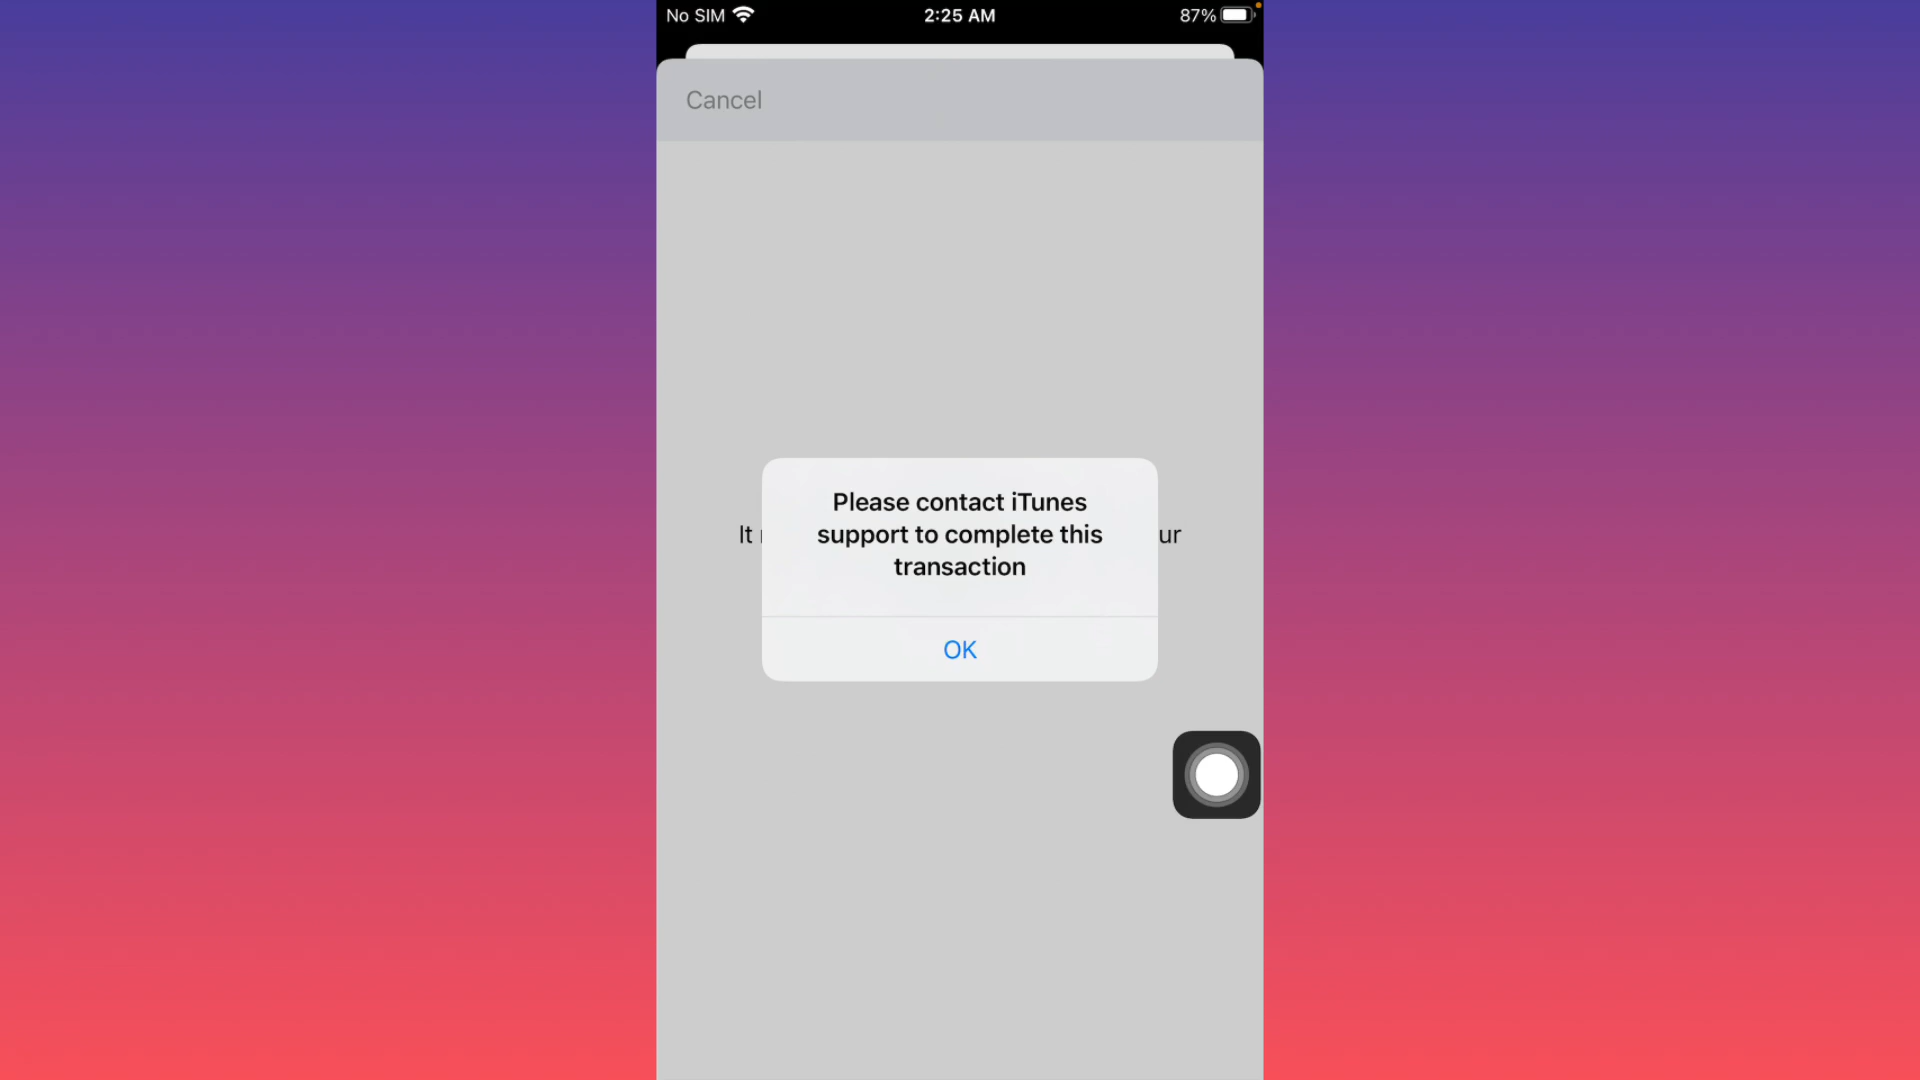 No SIM 2:25 AM 87%
Cancel
Please contact iTunes
It support to complete this ur
transaction
OK